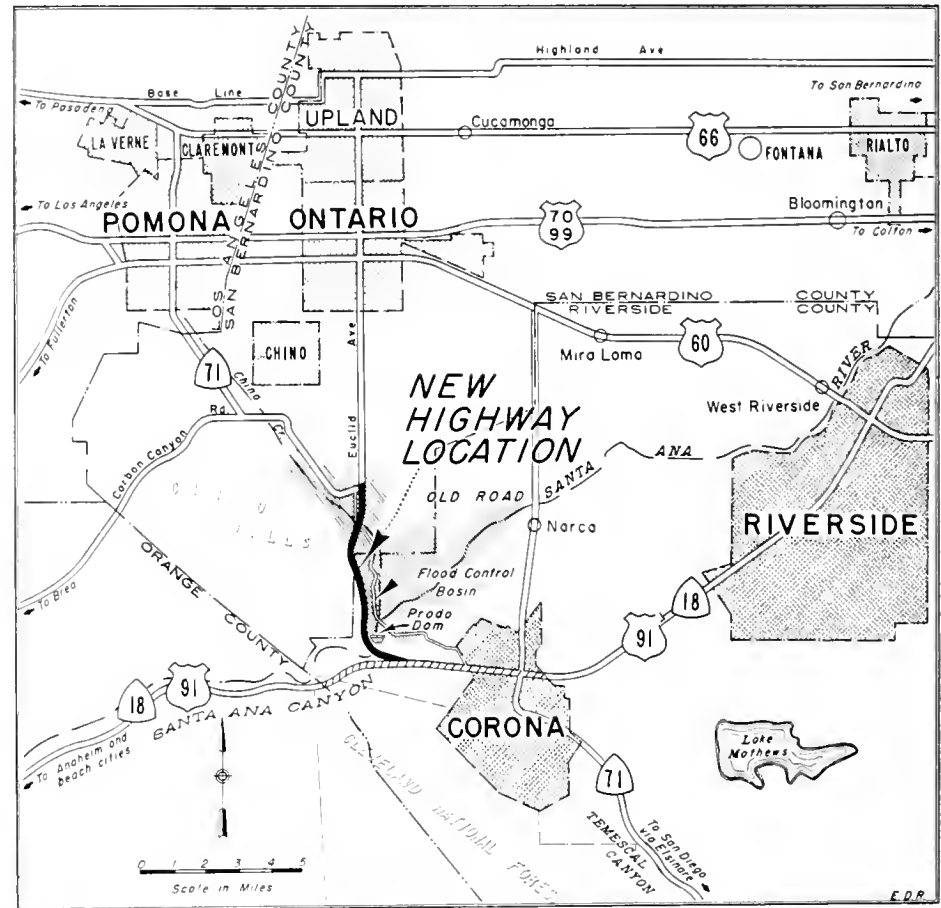 Highland Ave
To San Bernardino
Base Line
To Pasadena
LOS ANGELES COUNTY
SAN BERNARDINO COUNTY
UPLAND
Cucamonga
66
FONTANA
RIALTO
LA VERNE
CLAREMONT
To Los Angeles
POMONA
ONTARIO
70
99
Bloomington
To Colton
SAN BERNARDINO COUNTY
RIVERSIDE COUNTY
To Fullerton
Euclid Ave
CHINO
Mira Loma
60
71
Chino Cr.
West Riverside
NEW
HIGHWAY
LOCATION
SANTA ANA RIVER
Carbon Canyon Rd.
OLD ROAD
Norco
HILLS
RIVERSIDE
ORANGE COUNTY
Flood Control
Basin
Prado
Dam
To Brea
18
91
18
91
SANTA ANA CANYON
CORONA
To Anaheim and
beach cities
Lake
Mathews
71
CLEVELAND NATIONAL FOREST
TEMESCAL
CANYON
To San Diego
via Elsinore
0 1 2 3 4 5
Scale in Miles
E.D.R.